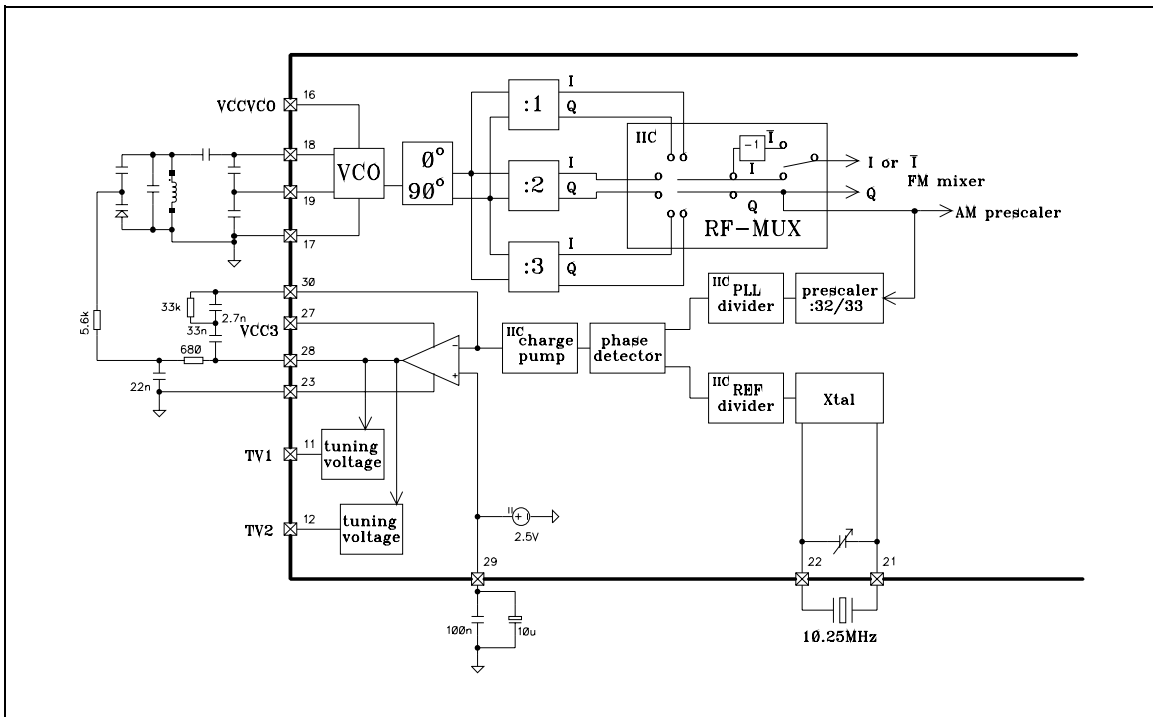 16
VCCVCO
18
VCO
19
17
0°
90°
:1
I
Q
:2
I
Q
:3
I
Q
IIC
-1
I̅
I
Q
RF-MUX
I or I̅
FM mixer
Q
AM prescaler
30
33k
2.7n
33n
27
VCC3
5.6k
680
28
22n
23
-
+
IIC
charge
pump
phase
detector
IIC
PLL
divider
prescaler
:32/33
IIC
REF
divider
Xtal
11
TV1
tuning
voltage
12
TV2
tuning
voltage
+
2.5V
29
100n
10u
22
21
10.25MHz